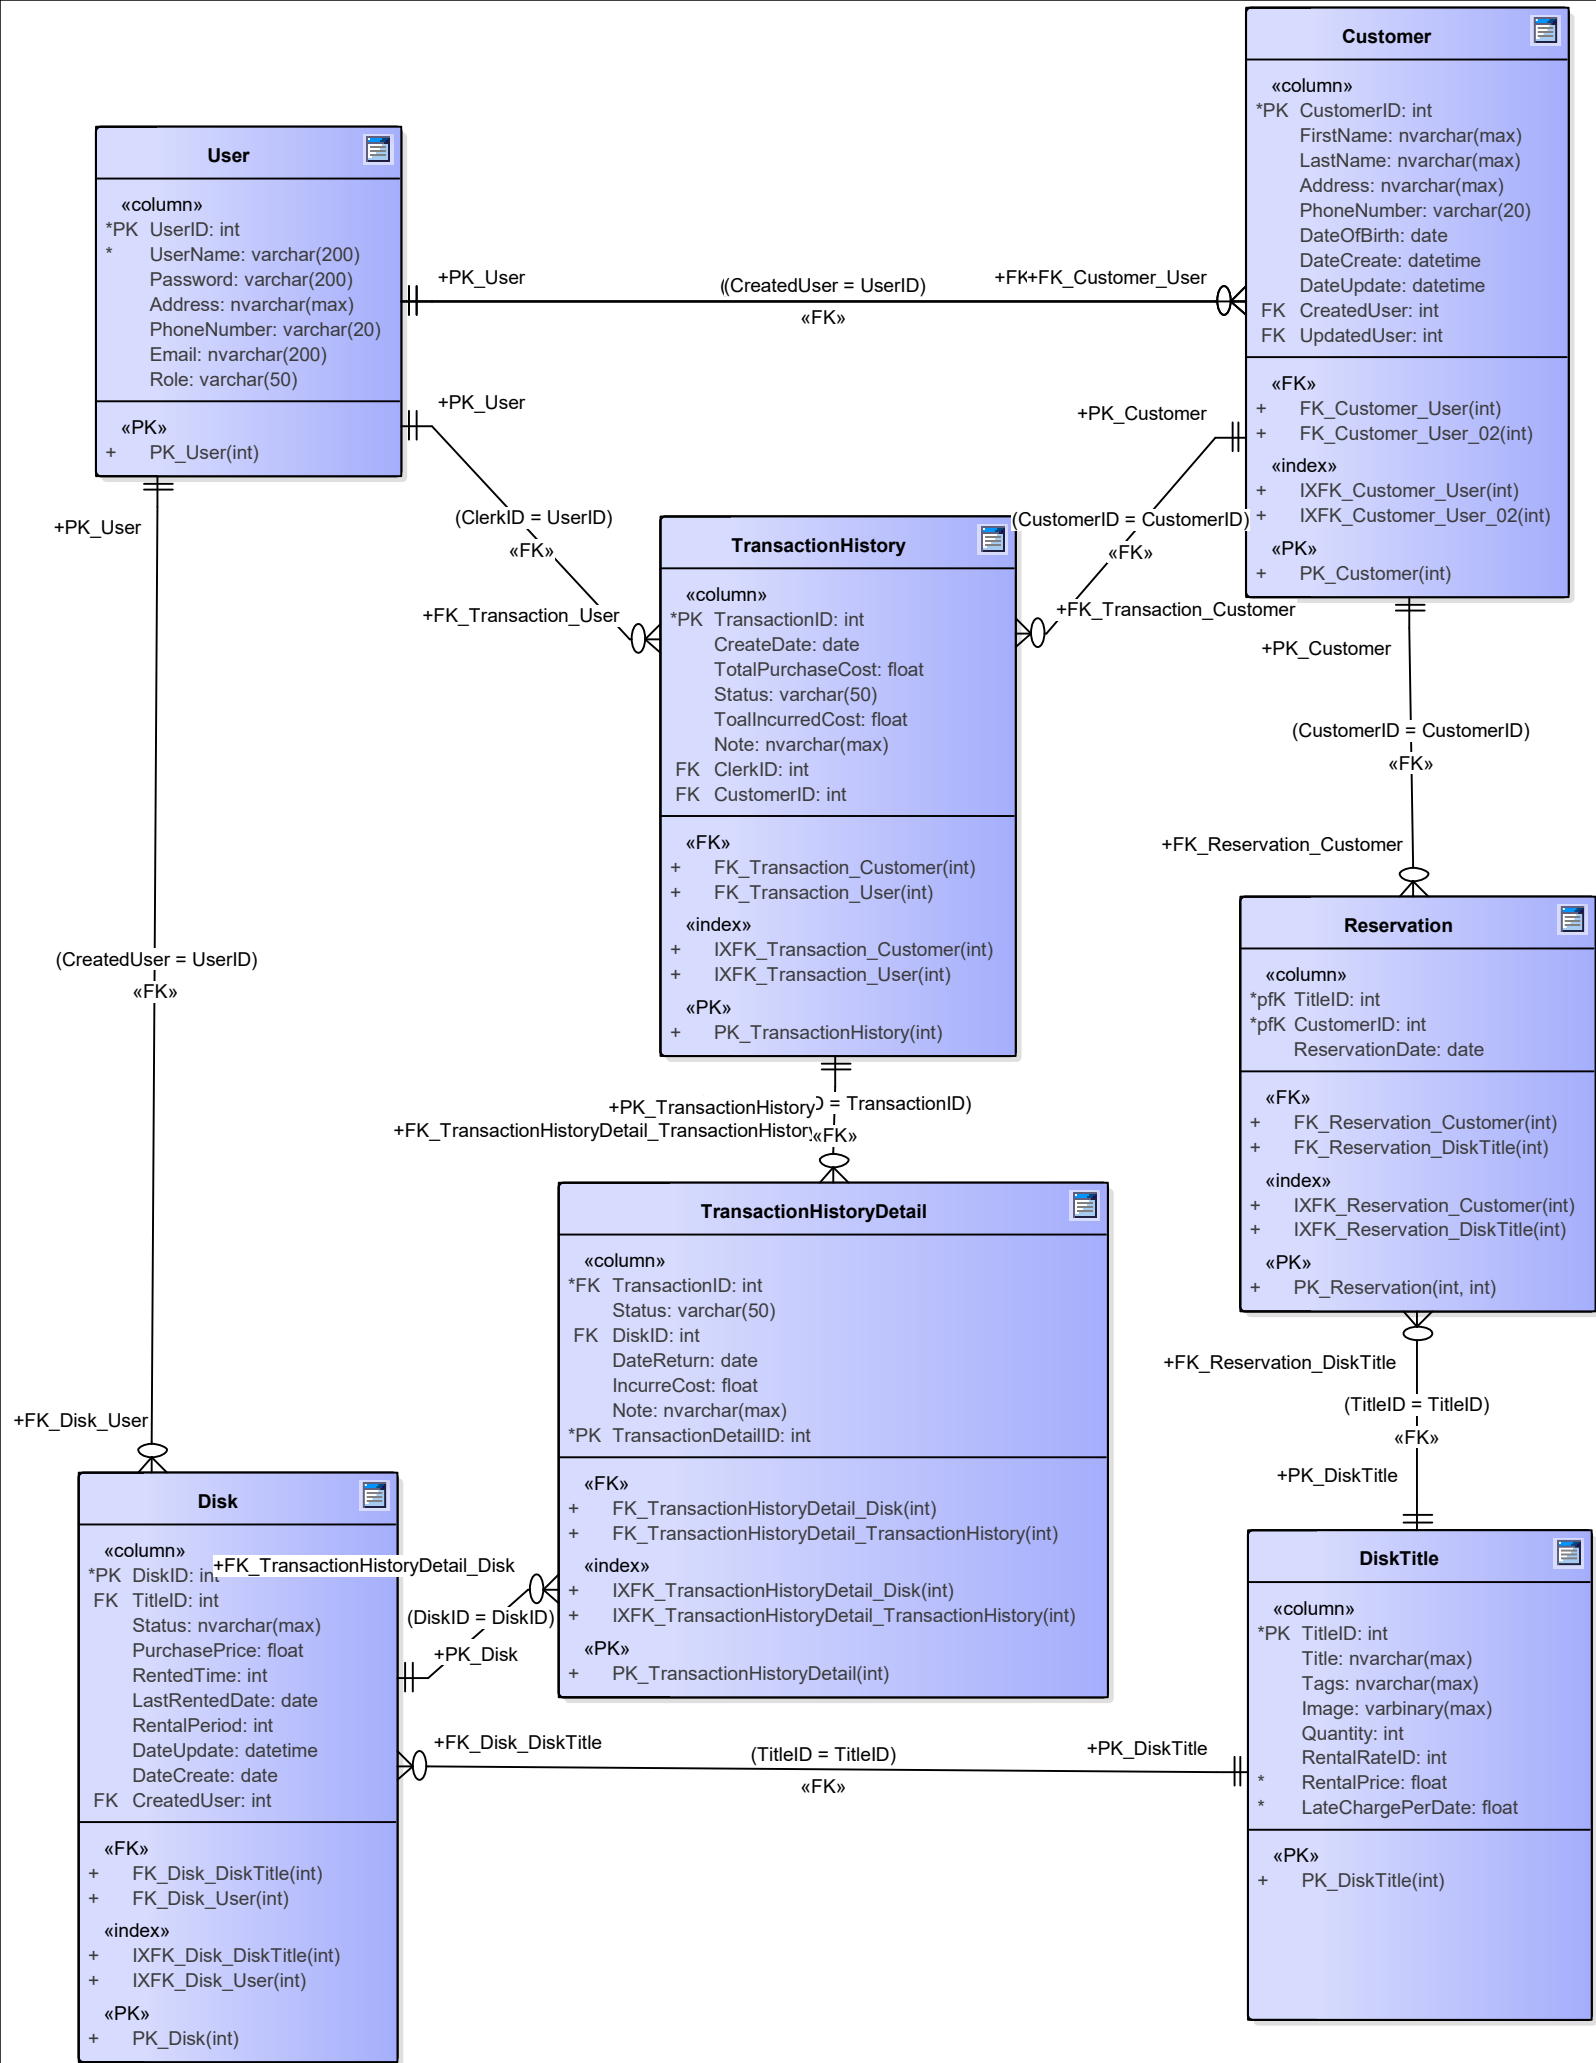 Customer
«column»
*PK CustomerID: int
FirstName: nvarchar(max)
LastName: nvarchar(max)
Address: nvarchar(max)
PhoneNumber: varchar(20)
DateOfBirth: date
DateCreate: datetime
DateUpdate: datetime
FK CreatedUser: int
FK UpdatedUser: int
«FK»
+ FK_Customer_User(int)
+ FK_Customer_User_02(int)
«index»
+ IXFK_Customer_User(int)
+ IXFK_Customer_User_02(int)
«PK»
+ PK_Customer(int)
User
«column»
*PK UserID: int
* UserName: varchar(200)
Password: varchar(200)
Address: nvarchar(max)
PhoneNumber: varchar(20)
Email: nvarchar(200)
Role: varchar(50)
«PK»
+ PK_User(int)
+PK_User
(CreatedUser = UserID)
+FK+FK_Customer_User
«FK»
+PK_User
(ClerkID = UserID)
«FK»
+FK_Transaction_User
+PK_Customer
(CustomerID = CustomerID)
«FK»
+FK_Transaction_Customer
TransactionHistory
«column»
*PK TransactionID: int
CreateDate: date
TotalPurchaseCost: float
Status: varchar(50)
ToalIncurredCost: float
Note: nvarchar(max)
FK ClerkID: int
FK CustomerID: int
«FK»
+ FK_Transaction_Customer(int)
+ FK_Transaction_User(int)
«index»
+ IXFK_Transaction_Customer(int)
+ IXFK_Transaction_User(int)
«PK»
+ PK_TransactionHistory(int)
+PK_Customer
(CustomerID = CustomerID)
«FK»
+FK_Reservation_Customer
Reservation
«column»
*pfK TitleID: int
*pfK CustomerID: int
ReservationDate: date
«FK»
+ FK_Reservation_Customer(int)
+ FK_Reservation_DiskTitle(int)
«index»
+ IXFK_Reservation_Customer(int)
+ IXFK_Reservation_DiskTitle(int)
«PK»
+ PK_Reservation(int, int)
+PK_User
(CreatedUser = UserID)
«FK»
+FK_Disk_User
+PK_TransactionHistory
= TransactionID)
+FK_TransactionHistoryDetail_TransactionHistory
«FK»
TransactionHistoryDetail
«column»
*FK TransactionID: int
Status: varchar(50)
FK DiskID: int
DateReturn: date
IncurreCost: float
Note: nvarchar(max)
*PK TransactionDetailID: int
«FK»
+ FK_TransactionHistoryDetail_Disk(int)
+ FK_TransactionHistoryDetail_TransactionHistory(int)
«index»
+ IXFK_TransactionHistoryDetail_Disk(int)
+ IXFK_TransactionHistoryDetail_TransactionHistory(int)
«PK»
+ PK_TransactionHistoryDetail(int)
+FK_Reservation_DiskTitle
(TitleID = TitleID)
«FK»
+PK_DiskTitle
Disk
«column»
*PK DiskID: int
FK TitleID: int
Status: nvarchar(max)
PurchasePrice: float
RentedTime: int
LastRentedDate: date
RentalPeriod: int
DateUpdate: datetime
DateCreate: date
FK CreatedUser: int
«FK»
+ FK_Disk_DiskTitle(int)
+ FK_Disk_User(int)
«index»
+ IXFK_Disk_DiskTitle(int)
+ IXFK_Disk_User(int)
«PK»
+ PK_Disk(int)
+FK_TransactionHistoryDetail_Disk
(DiskID = DiskID)
+PK_Disk
+FK_Disk_DiskTitle
(TitleID = TitleID)
+PK_DiskTitle
«FK»
DiskTitle
«column»
*PK TitleID: int
Title: nvarchar(max)
Tags: nvarchar(max)
Image: varbinary(max)
Quantity: int
RentalRateID: int
* RentalPrice: float
* LateChargePerDate: float
«PK»
+ PK_DiskTitle(int)